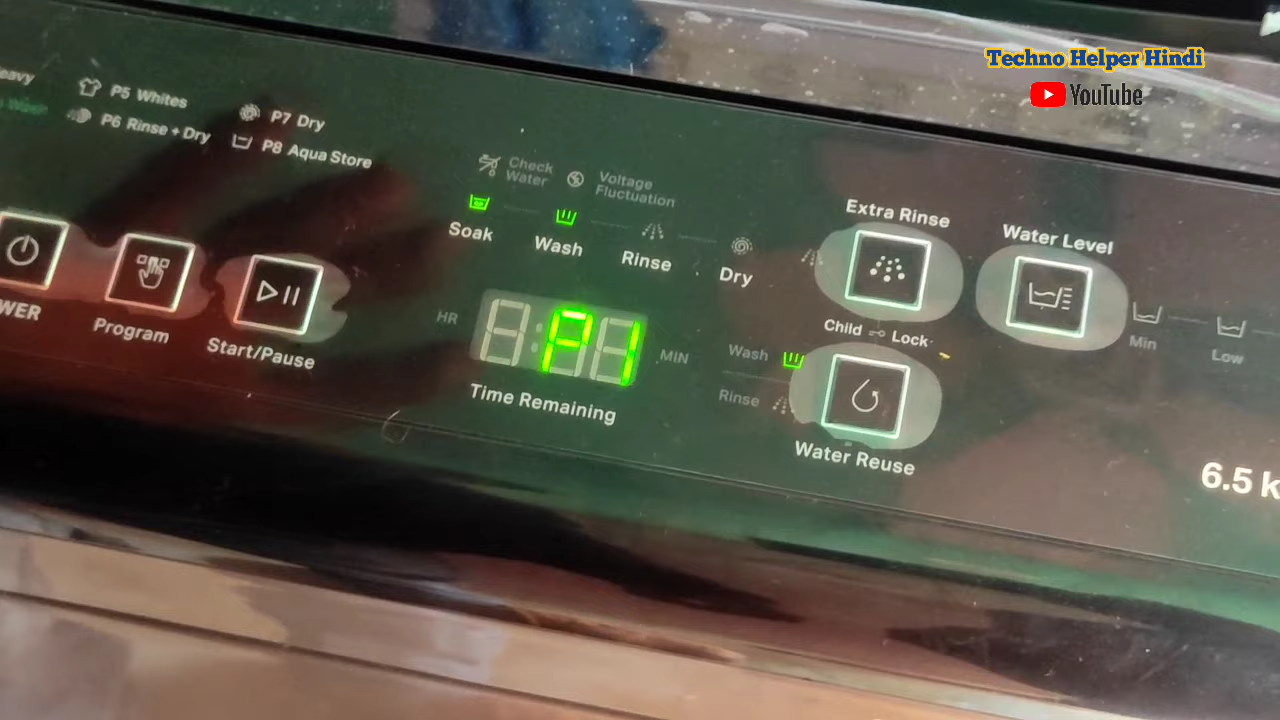 Techno Helper Hindi
YouTube
P5 Whites
P7 Dry
P6 Rinse + Dry
P8 Aqua Store
Check
Water
Voltage
Fluctuation
Soak
Wash
Rinse
Dry
Extra Rinse
Water Level
Program
Start/Pause
HR
P1
MIN
Time Remaining
Child Lock
Wash
Rinse
Water Reuse
Min
Low
6.5